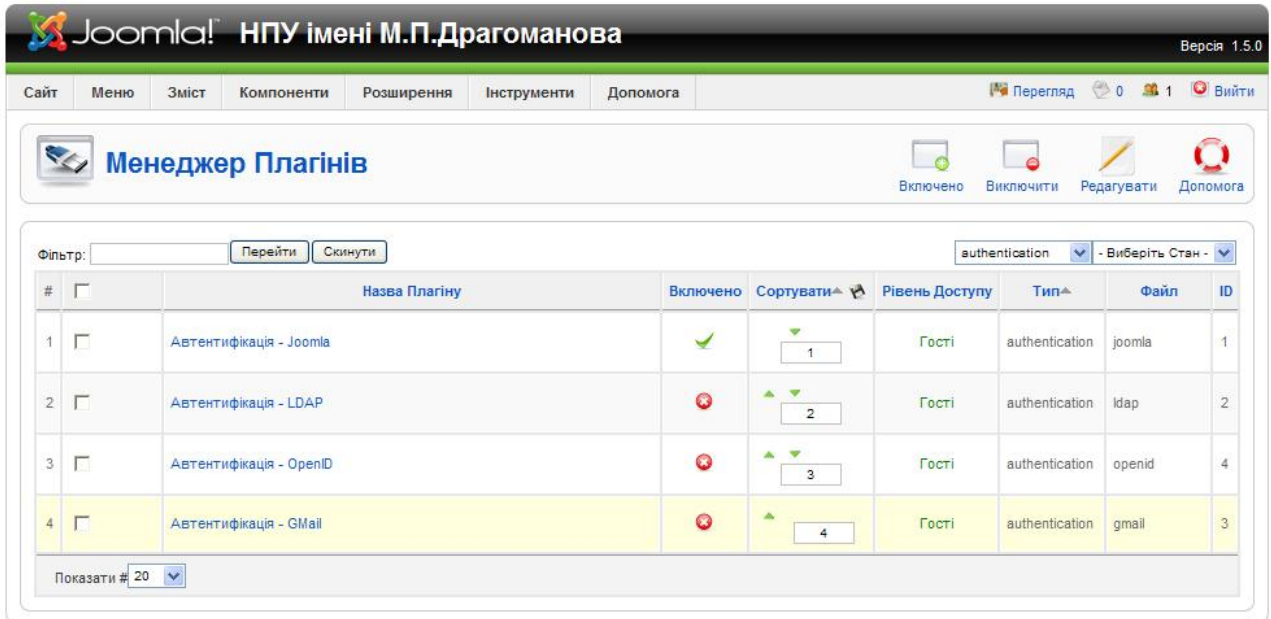 Joomla! НПУ імені М.П.Драгоманова
Версія 1.5.0
Сайт Меню Зміст Компоненти Розширення Інструменти Допомога Перегляд 0 1 Вийти
Менеджер Плагінів
Включено Виключити Редагувати Допомога
Фільтр: Перейти Скинути authentication - Виберіть Стан -
# Назва Плагіну Включено Сортувати Рівень Доступу Тип Файл ID
1 Автентифікація - Joomla 1 Гості authentication joomla 1
2 Автентифікація - LDAP 2 Гості authentication ldap 2
3 Автентифікація - OpenID 3 Гості authentication openid 4
4 Автентифікація - GMail 4 Гості authentication gmail 3
Показати # 20